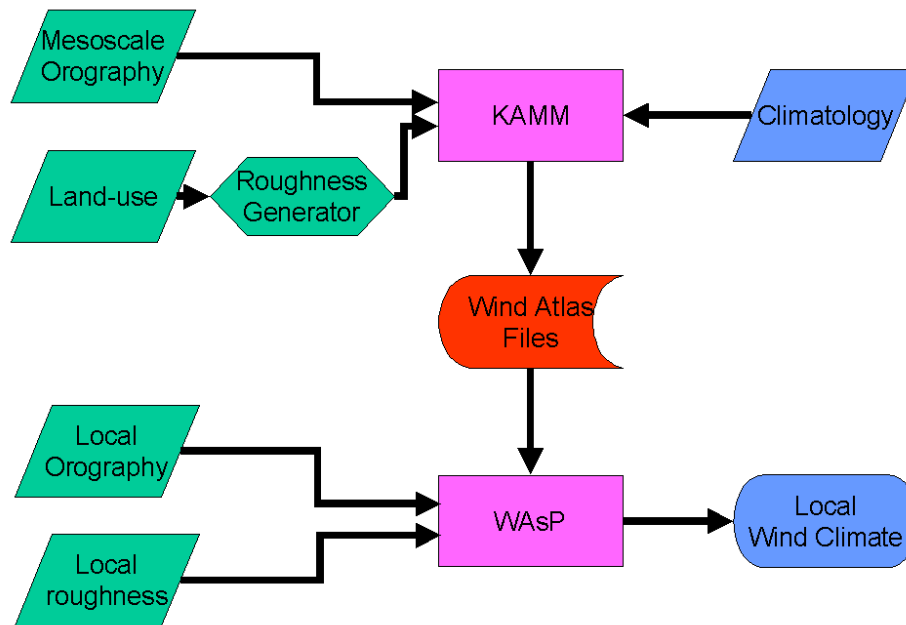 Mesoscale
Orography
KAMM
Climatology
Land-use
Roughness
Generator
Wind Atlas
Files
Local
Orography
WAsP
Local
Wind Climate
Local
roughness